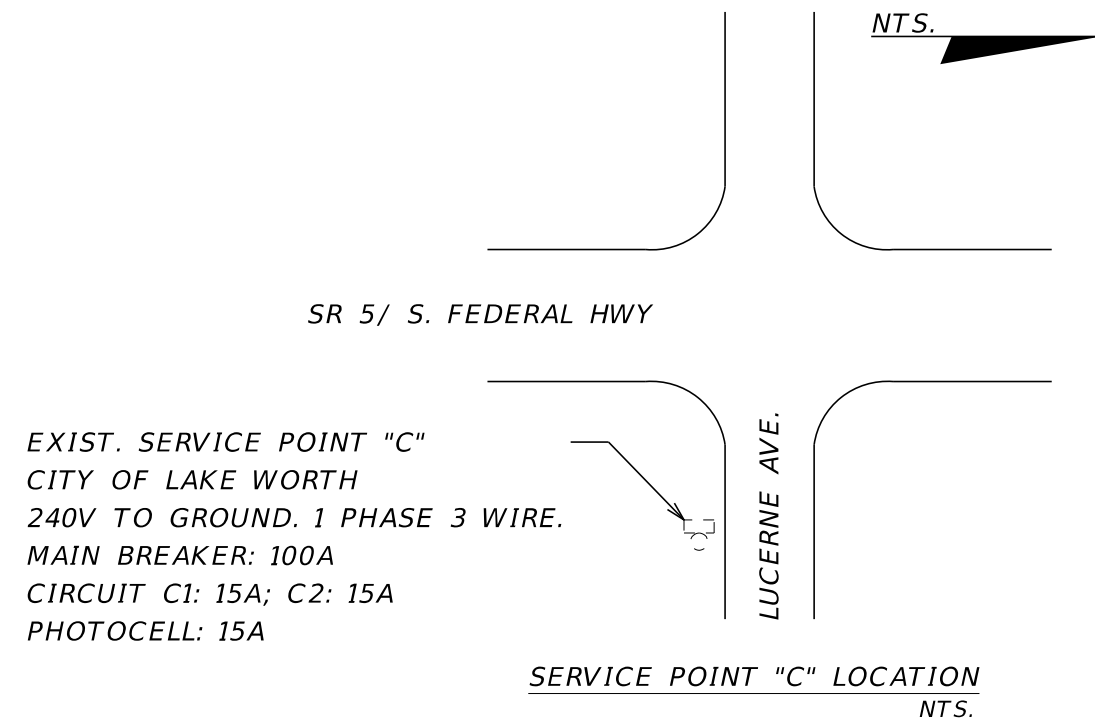 NTS.
SR 5/ S. FEDERAL HWY
LUCERNE AVE.
EXIST. SERVICE POINT "C"
CITY OF LAKE WORTH
240V TO GROUND. 1 PHASE 3 WIRE.
MAIN BREAKER: 100A
CIRCUIT C1: 15A; C2: 15A
PHOTOCELL: 15A
SERVICE POINT "C" LOCATION
NTS.